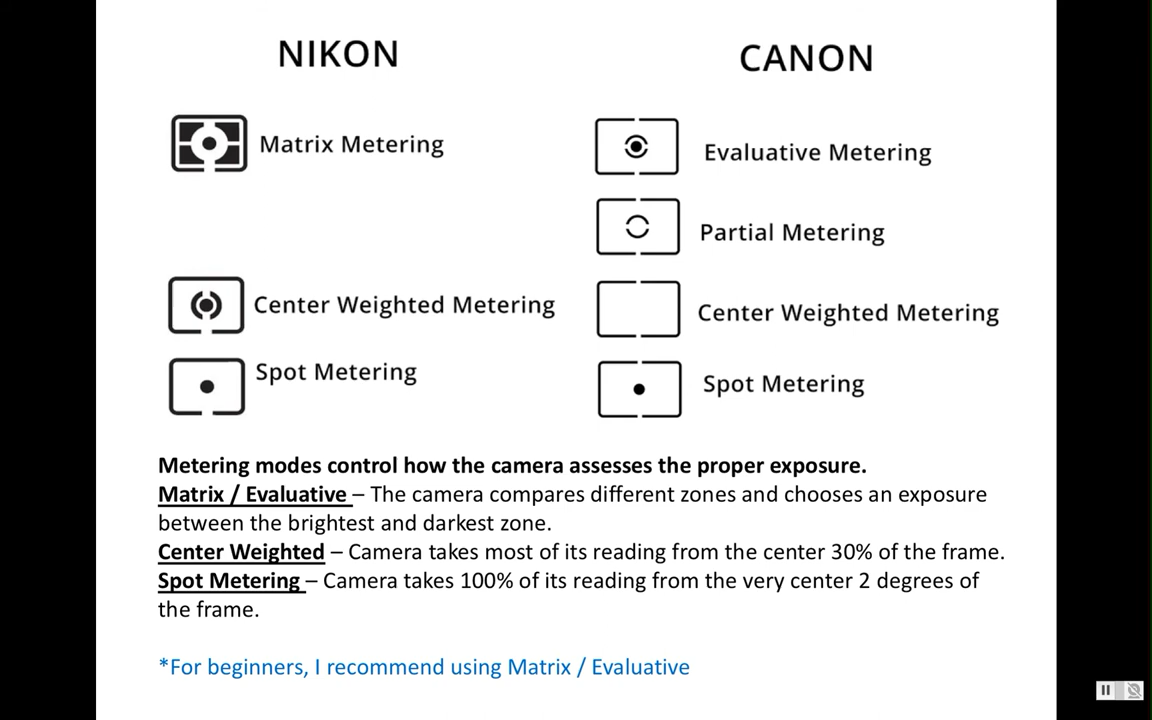 NIKON
CANON
Matrix Metering
Evaluative Metering
Partial Metering
Center Weighted Metering
Center Weighted Metering
Spot Metering
Spot Metering
Metering modes control how the camera assesses the proper exposure.
Matrix / Evaluative – The camera compares different zones and chooses an exposure
between the brightest and darkest zone.
Center Weighted – Camera takes most of its reading from the center 30% of the frame.
Spot Metering – Camera takes 100% of its reading from the very center 2 degrees of
the frame.
*For beginners, I recommend using Matrix / Evaluative